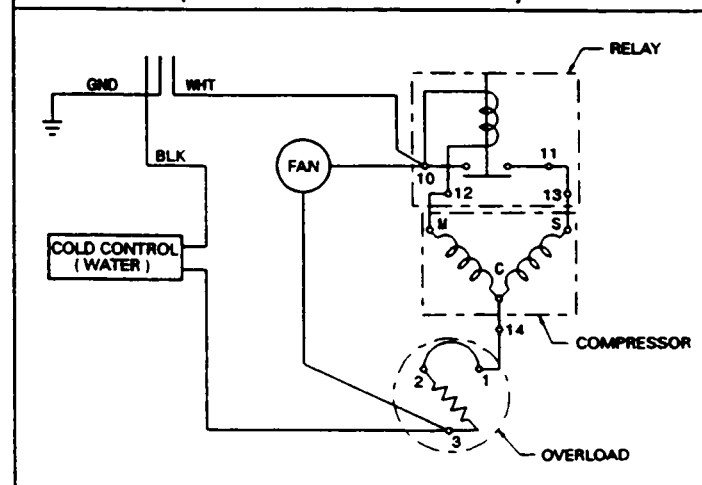 RELAY
GND
WHT
BLK
FAN
10
11
12
13
M
S
C
COLD CONTROL
( WATER )
14
COMPRESSOR
2
1
3
OVERLOAD